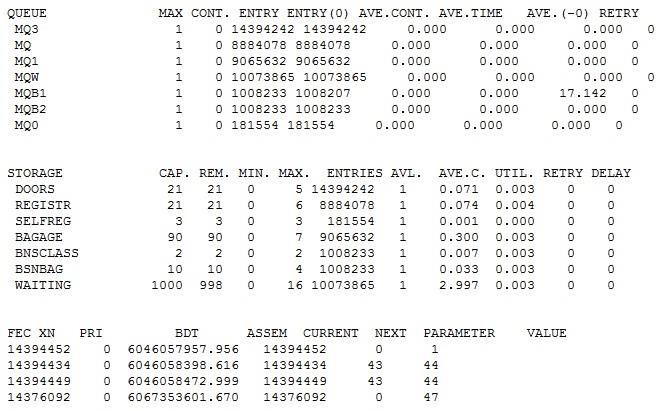 QUEUE MAX CONT. ENTRY ENTRY(0) AVE.CONT. AVE.TIME AVE.(-0) RETRY
MQ3 1 0 14394242 14394242 0.000 0.000 0.000 0
MQ 1 0 8884078 8884078 0.000 0.000 0.000 0
MQ1 1 0 9065632 9065632 0.000 0.000 0.000 0
MQW 1 0 10073865 10073865 0.000 0.000 0.000 0
MQB1 1 0 1008233 1008207 0.000 0.000 17.142 0
MQB2 1 0 1008233 1008233 0.000 0.000 0.000 0
MQ0 1 0 181554 181554 0.000 0.000 0.000 0
STORAGE CAP. REM. MIN. MAX. ENTRIES AVL. AVE.C. UTIL. RETRY DELAY
DOORS 21 21 0 5 14394242 1 0.071 0.003 0 0
REGISTR 21 21 0 6 8884078 1 0.074 0.004 0 0
SELFREG 3 3 0 3 181554 1 0.001 0.000 0 0
BAGAGE 90 90 0 7 9065632 1 0.300 0.003 0 0
BNSCLASS 2 2 0 2 1008233 1 0.007 0.003 0 0
BSNBAG 10 10 0 4 1008233 1 0.033 0.003 0 0
WAITING 1000 998 0 16 10073865 1 2.997 0.003 0 0
FEC XN PRI BDT ASSEM CURRENT NEXT PARAMETER VALUE
14394452 0 6046057957.956 14394452 0 1
14394434 0 6046058398.616 14394434 43 44
14394449 0 6046058472.999 14394449 43 44
14376092 0 6067353601.670 14376092 0 47